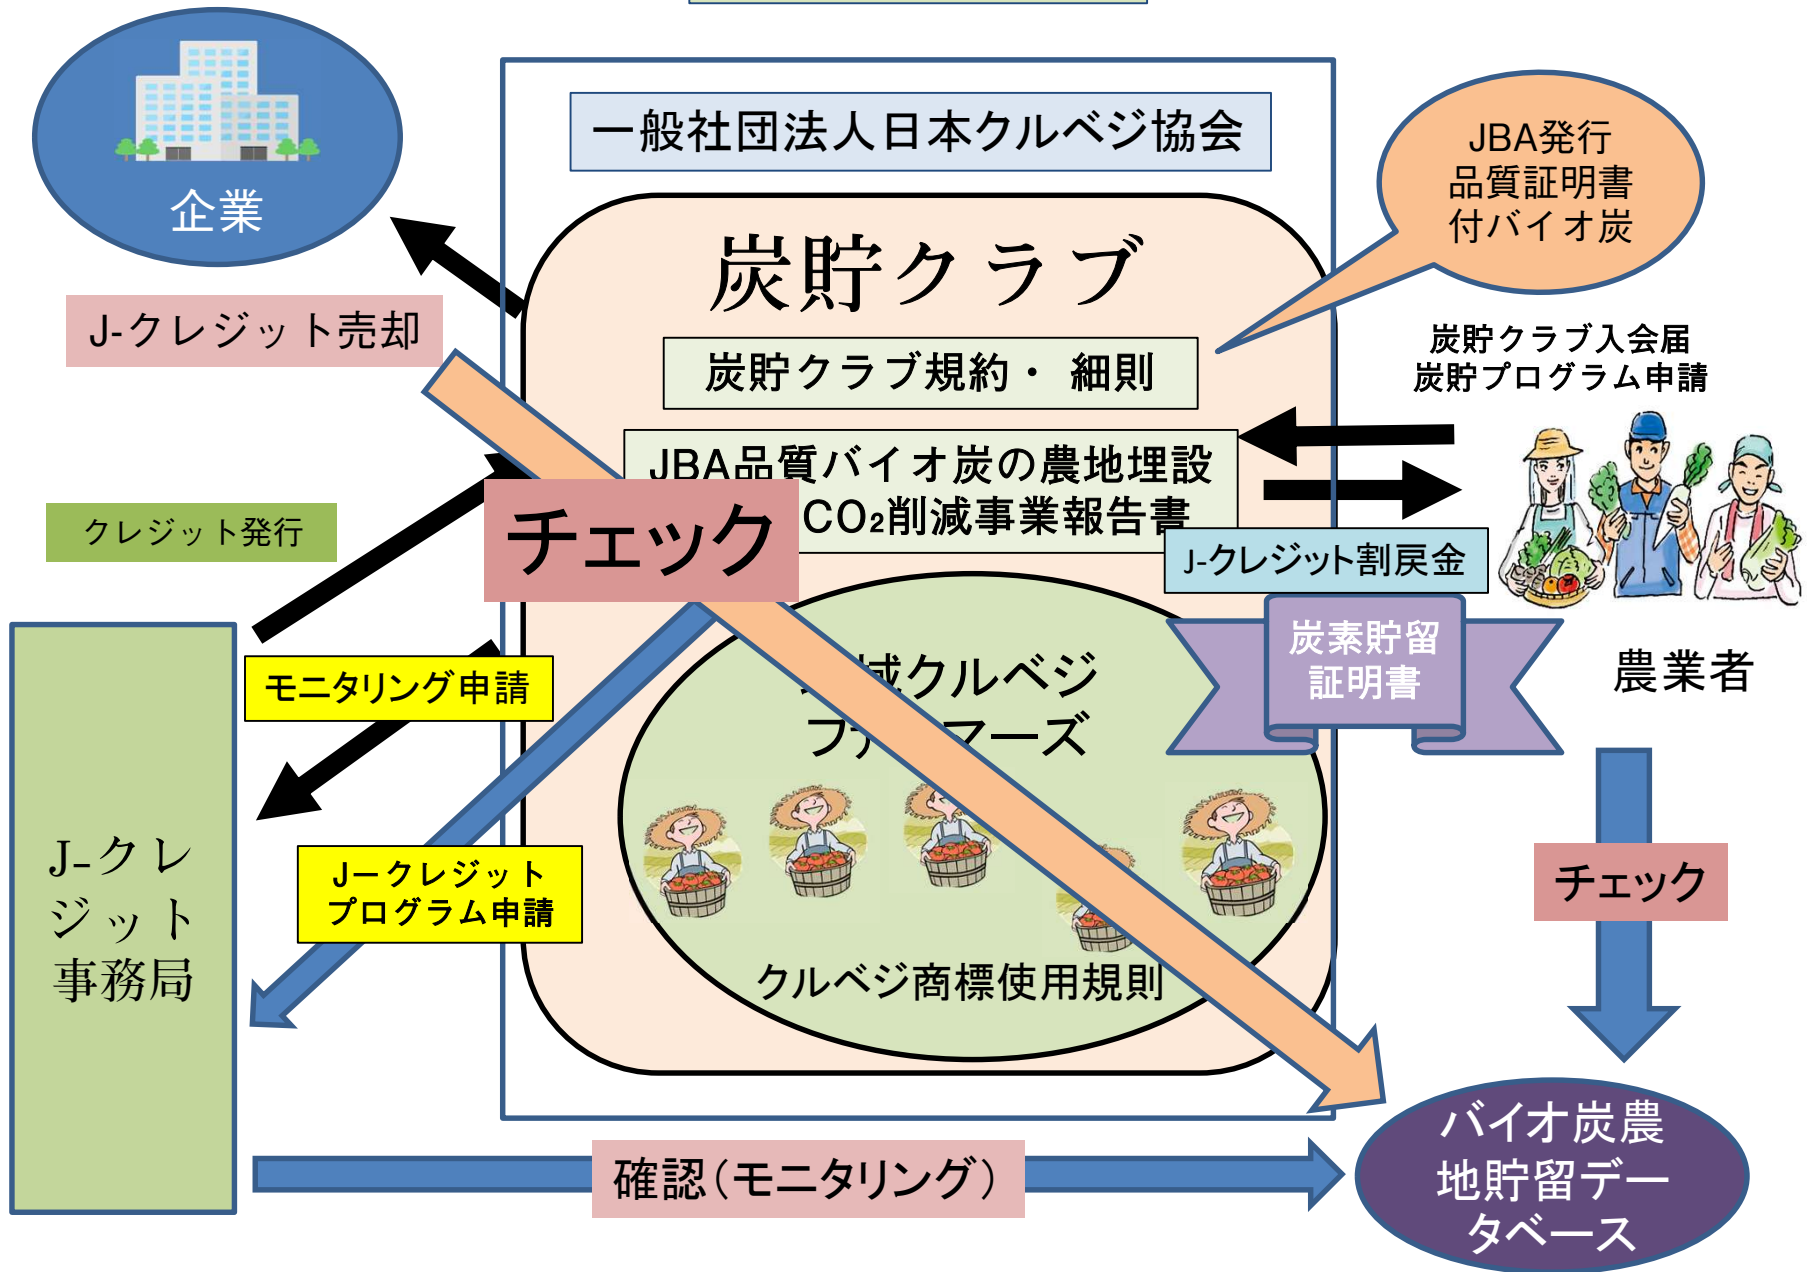 一般社団法人日本クルベジ協会
JBA発行
品質証明書
付バイオ炭
企業
炭貯クラブ
J-クレジット売却
炭貯クラブ規約・ 細則
炭貯クラブ入会届
炭貯プログラム申請
JBA品質バイオ炭の農地埋設
CO₂削減事業報告書
クレジット発行
チェック
J-クレジット割戻金
炭素貯留
証明書
農業者
モニタリング申請
域クルベジ
マーズ
J-クレ
ジット
事務局
Jークレジット
プログラム申請
チェック
クルベジ商標使用規則
確認(モニタリング)
バイオ炭農
地貯留デー
タベース